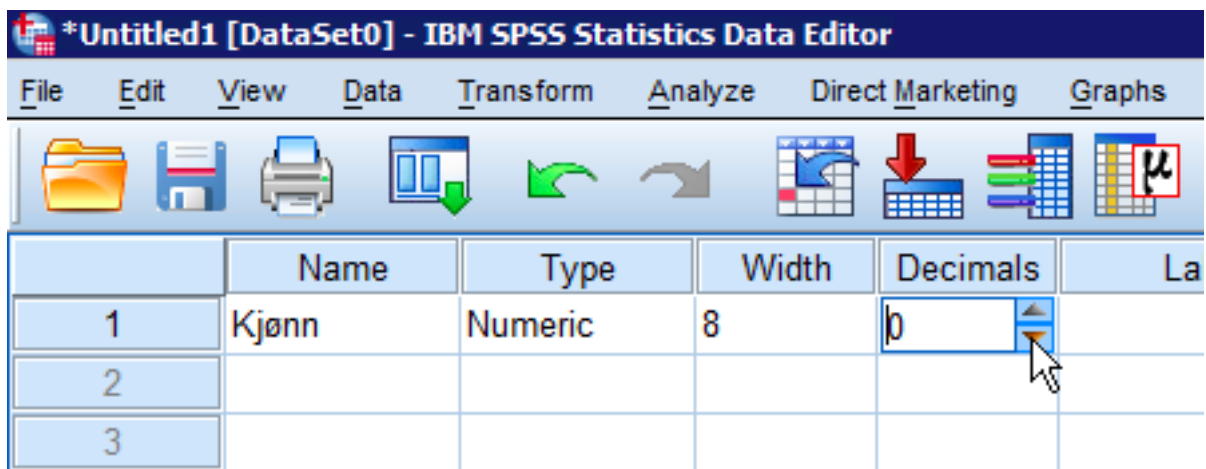 *Untitled1 [DataSet0] - IBM SPSS Statistics Data Editor
File Edit View Data Transform Analyze Direct Marketing Graphs
μ
Name Type Width Decimals La
1 Kjønn Numeric 8 0
2
3